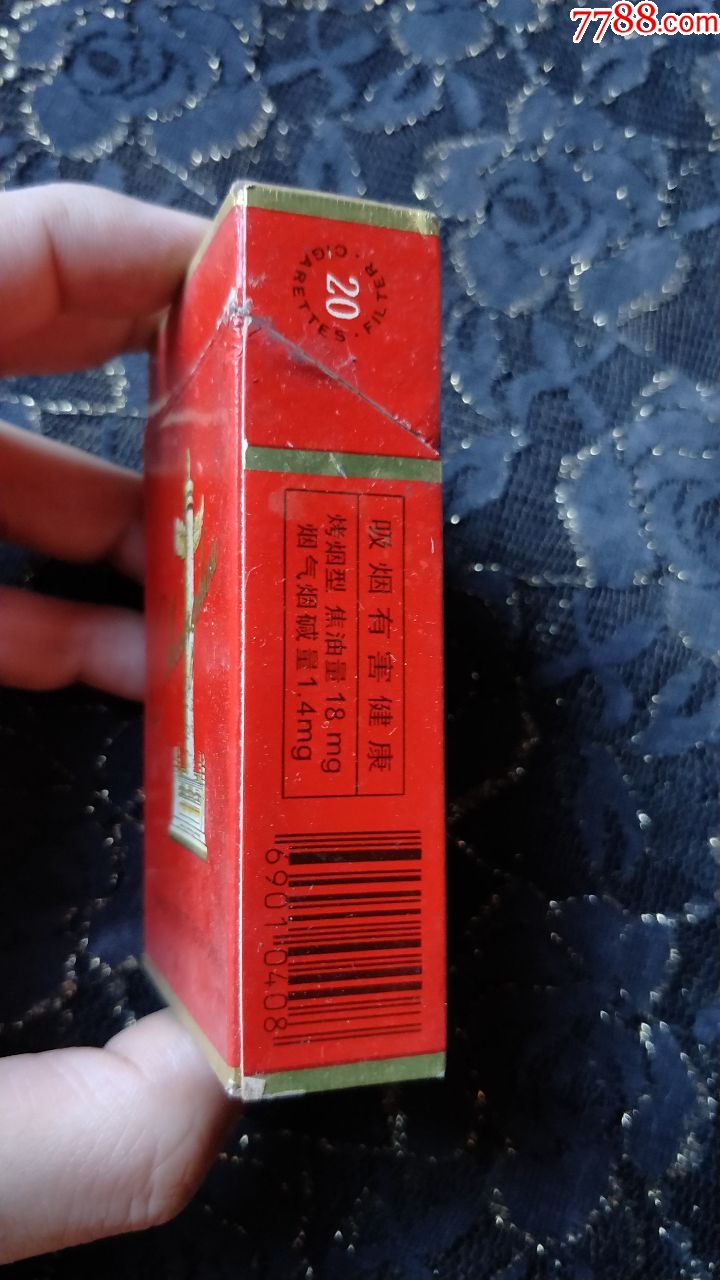 7788.com
20
FILTER · CIGARETTES ·
吸烟有害健康
烤烟型 焦油量 18 mg
烟气烟碱量 1.4mg
69010408